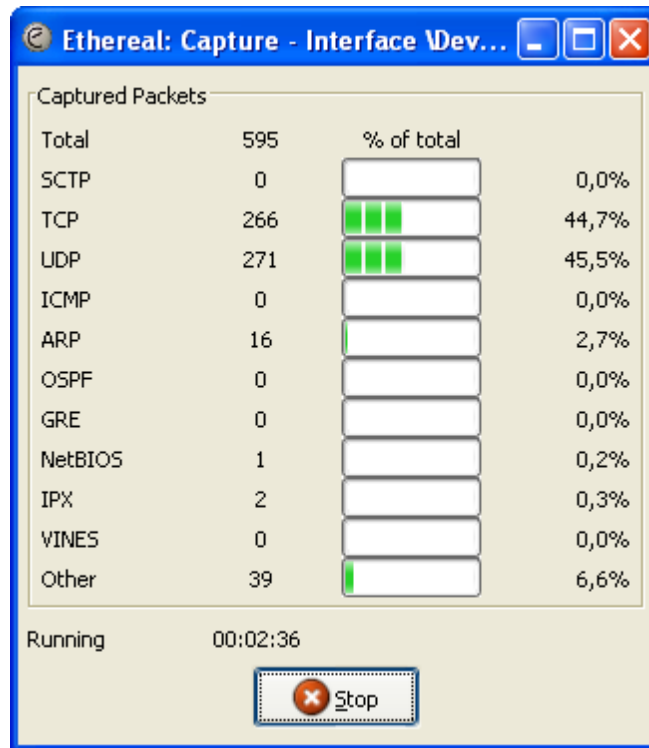 Ethereal: Capture - Interface \Dev...
Captured Packets
Total 595 % of total
SCTP 0 0,0%
TCP 266 44,7%
UDP 271 45,5%
ICMP 0 0,0%
ARP 16 2,7%
OSPF 0 0,0%
GRE 0 0,0%
NetBIOS 1 0,2%
IPX 2 0,3%
VINES 0 0,0%
Other 39 6,6%
Running 00:02:36
Stop